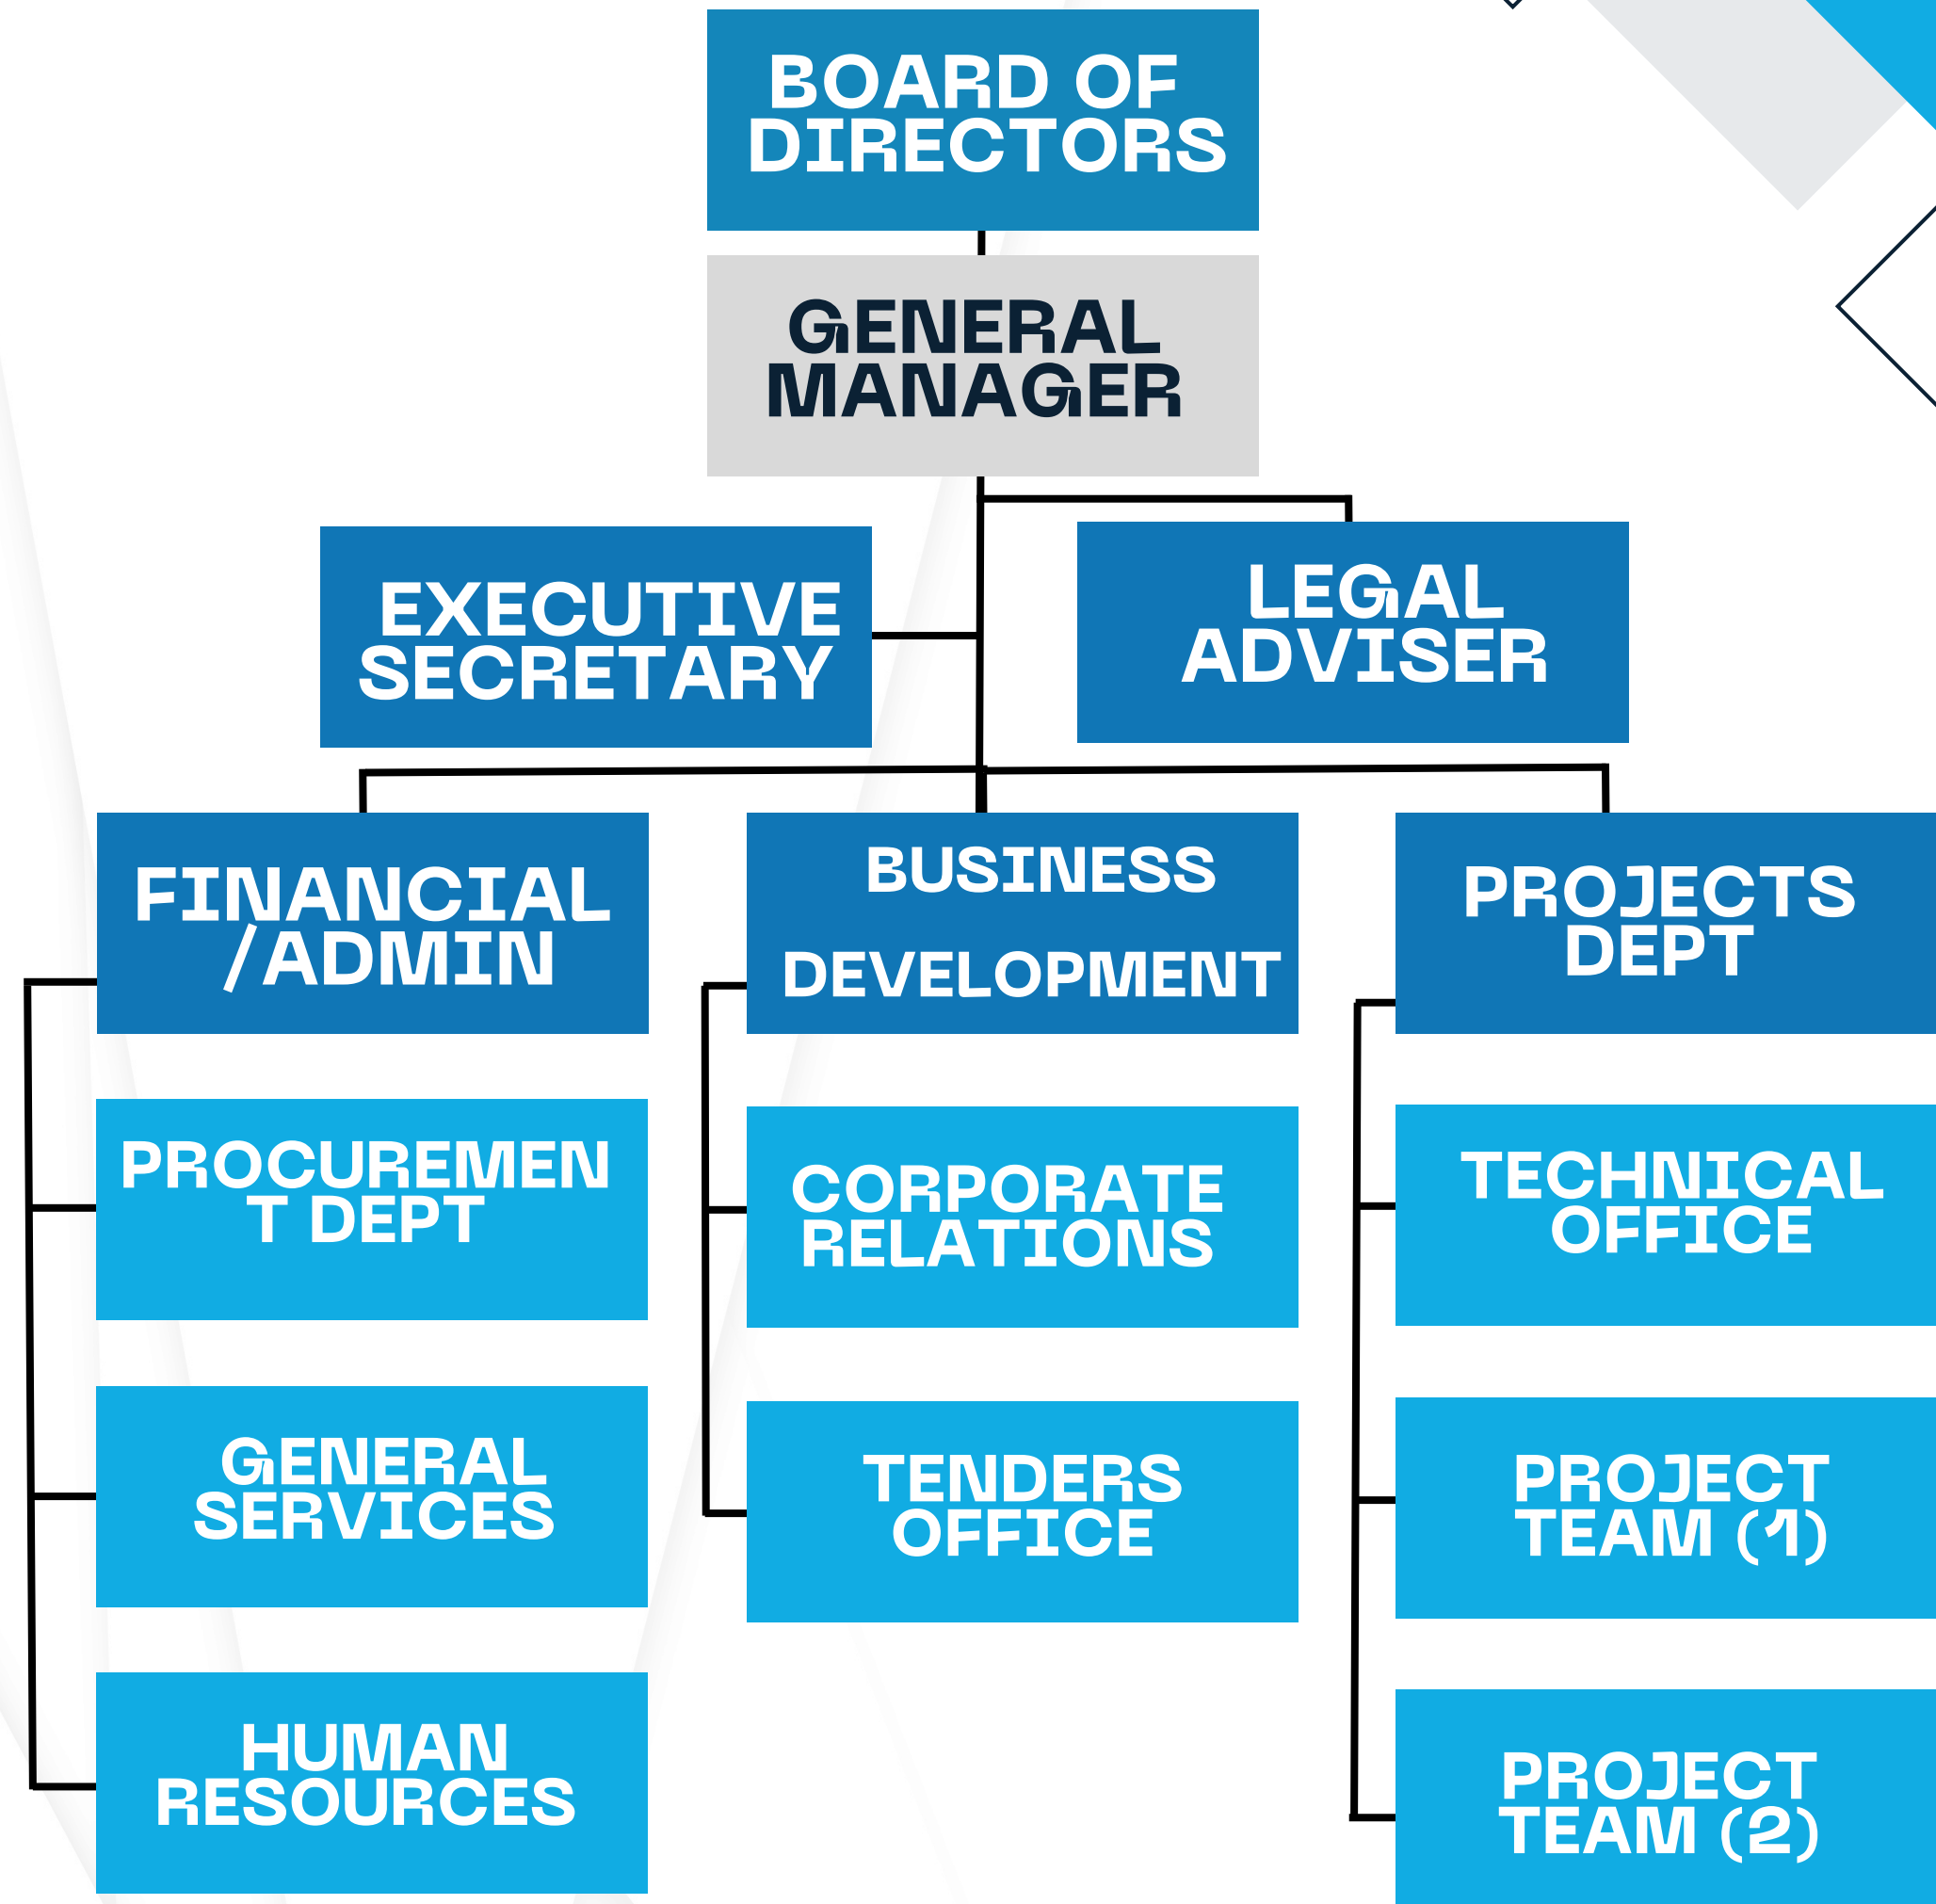 BOARD OF
DIRECTORS
GENERAL
MANAGER
EXECUTIVE
SECRETARY
LEGAL
ADVISER
FINANCIAL
/ADMIN
BUSINESS
DEVELOPMENT
PROJECTS
DEPT
PROCUREMEN
T DEPT
CORPORATE
RELATIONS
TECHNICAL
OFFICE
GENERAL
SERVICES
TENDERS
OFFICE
PROJECT
TEAM (1)
HUMAN
RESOURCES
PROJECT
TEAM (2)